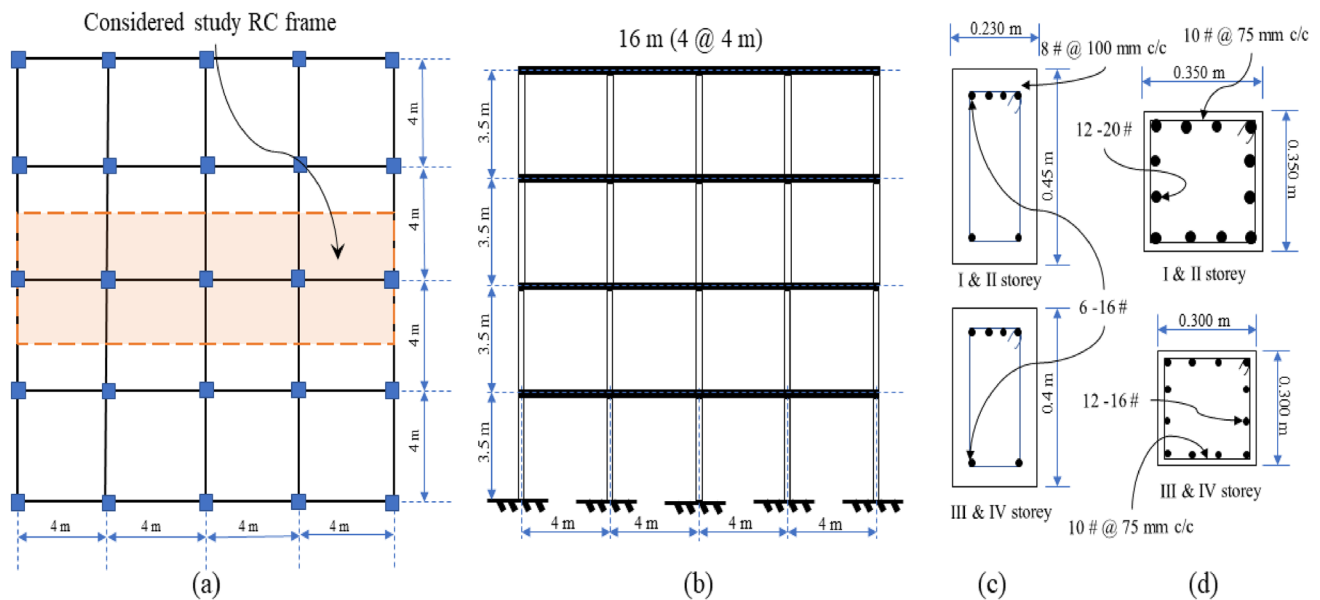 Considered study RC frame
4 m
4 m
4 m
4 m
4 m
4 m
4 m
4 m
(a)
16 m (4 @ 4 m)
3.5 m
3.5 m
3.5 m
3.5 m
4 m
4 m
4 m
4 m
(b)
0.230 m
8 # @ 100 mm c/c
0.45 m
I & II storey
6 -16 #
0.4 m
III & IV storey
(c)
10 # @ 75 mm c/c
0.350 m
12 -20 #
0.350 m
I & II storey
0.300 m
12 -16 #
0.300 m
III & IV storey
10 # @ 75 mm c/c
(d)